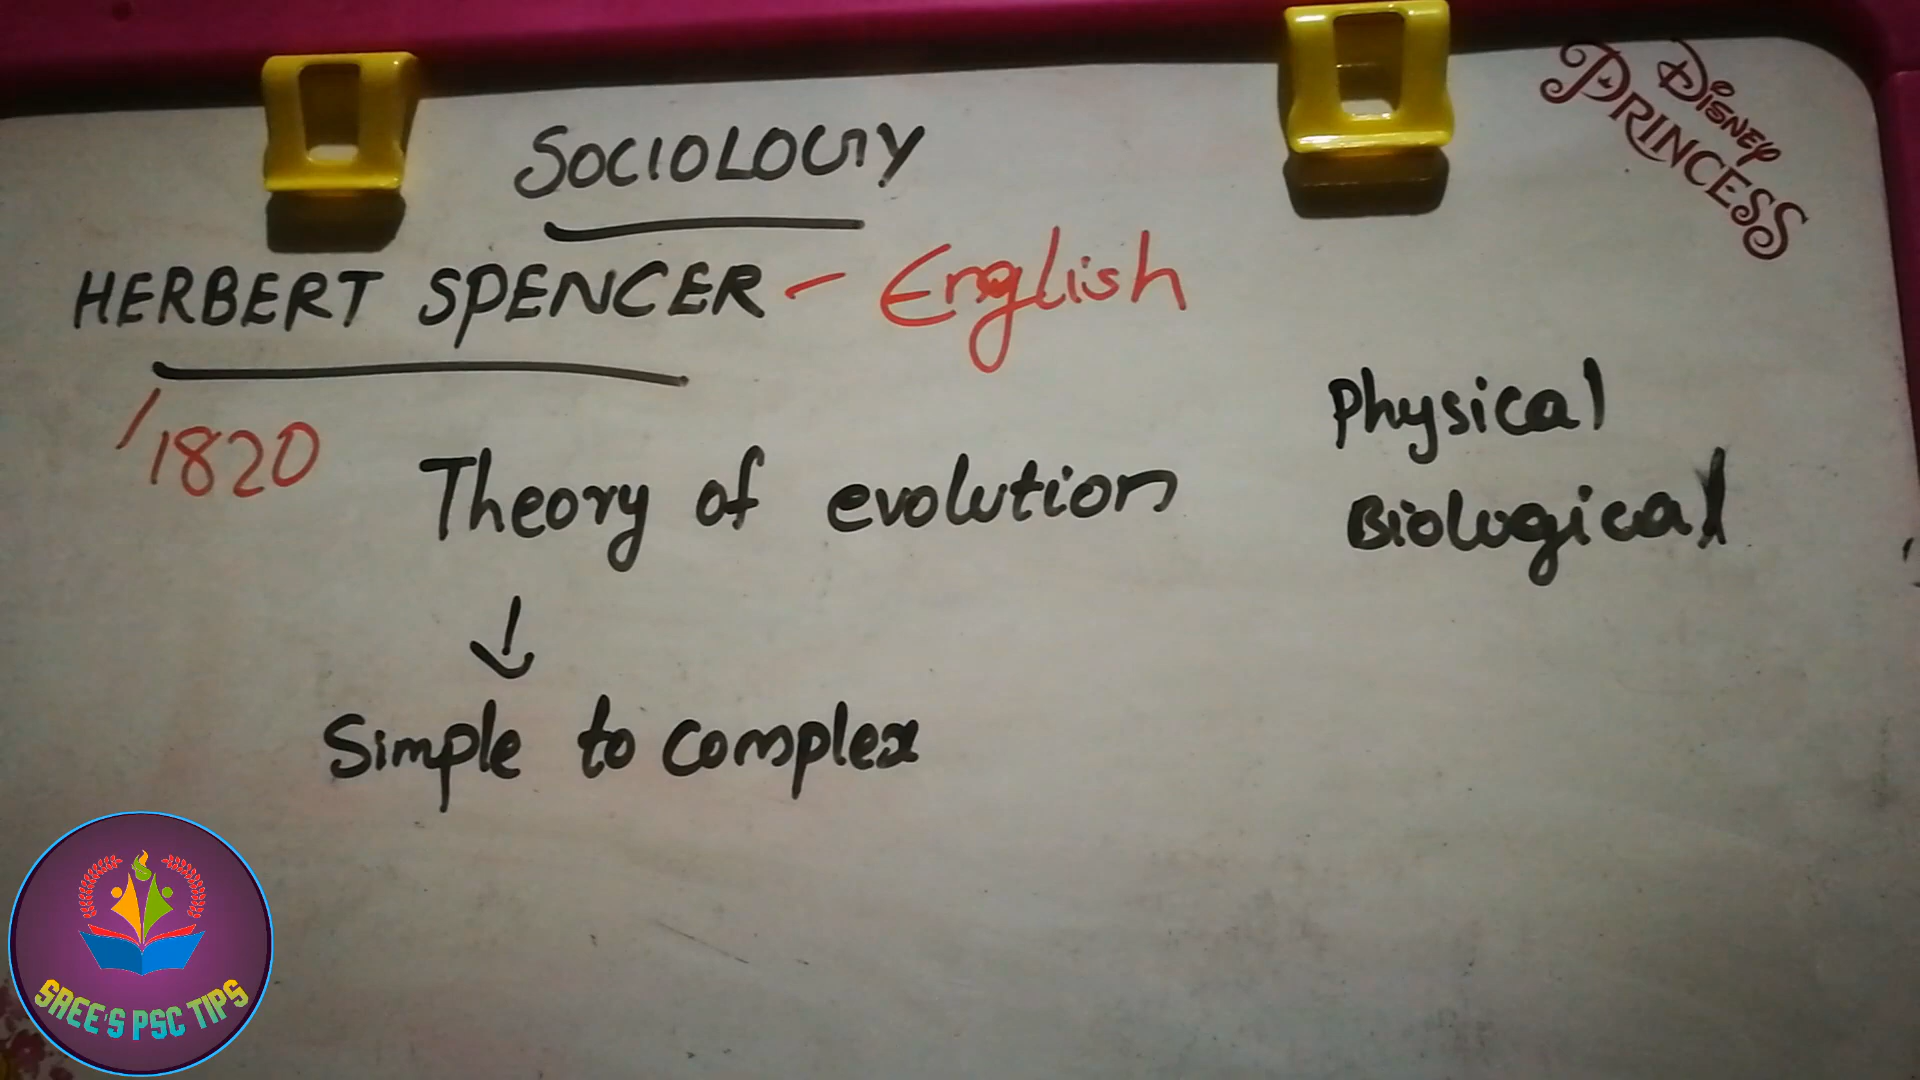 SOCIOLOGY
DISNEY
PRINCESS
HERBERT SPENCER - English
1820
Theory of evolution
Physical
Biological
↓
Simple to complex
SREE'S PSC TIPS